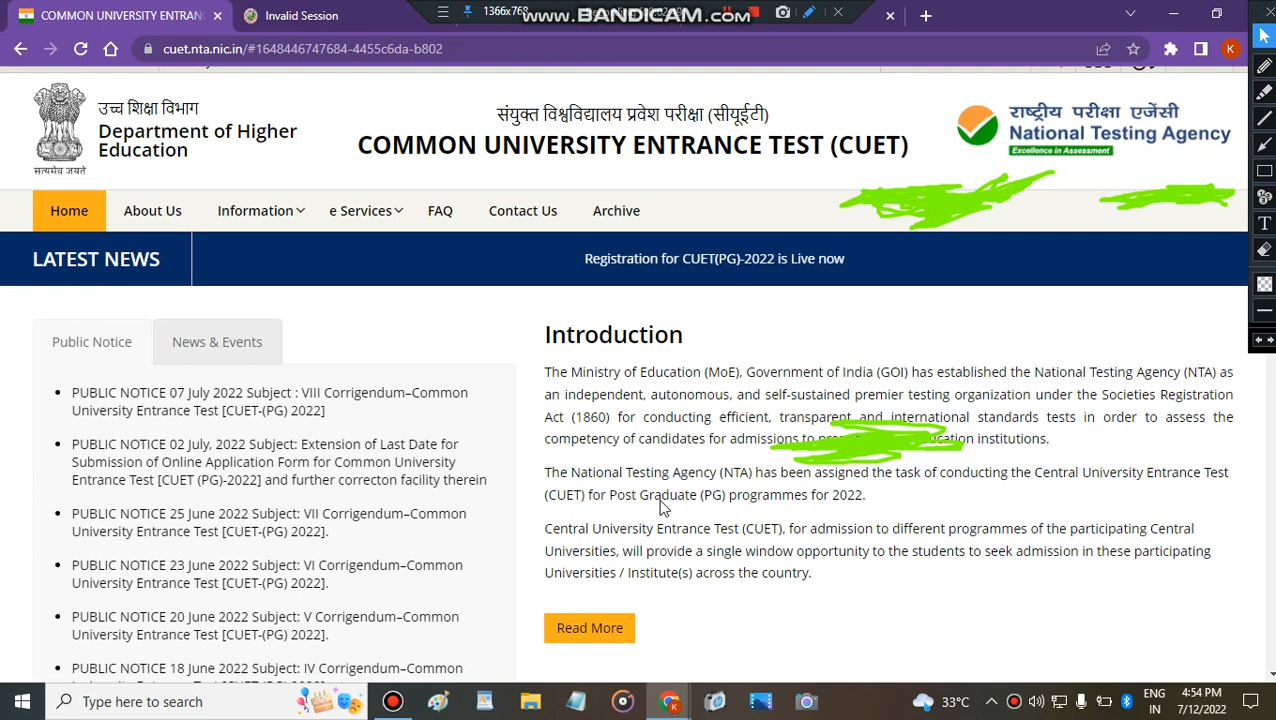 COMMON UNIVERSITY ENTRANC
Invalid Session
1366x768
www.BANDICAM.com
cuet.nta.nic.in/#1648446747684-4455c6da-b802
K
उच्च शिक्षा विभाग
Department of Higher
Education
सत्यमेव जयते
संयुक्त विश्वविद्यालय प्रवेश परीक्षा (सीयूईटी)
COMMON UNIVERSITY ENTRANCE TEST (CUET)
राष्ट्रीय परीक्षा एजेंसी
National Testing Agency
Excellence in Assessment
Home About Us Information e Services FAQ Contact Us Archive
LATEST NEWS
Registration for CUET(PG)-2022 is Live now
Public Notice News & Events
PUBLIC NOTICE 07 July 2022 Subject : VIII Corrigendum–Common
University Entrance Test [CUET-(PG) 2022]
PUBLIC NOTICE 02 July, 2022 Subject: Extension of Last Date for
Submission of Online Application Form for Common University
Entrance Test [CUET (PG)-2022] and further correcton facility therein
PUBLIC NOTICE 25 June 2022 Subject: VII Corrigendum–Common
University Entrance Test [CUET-(PG) 2022].
PUBLIC NOTICE 23 June 2022 Subject: VI Corrigendum–Common
University Entrance Test [CUET-(PG) 2022].
PUBLIC NOTICE 20 June 2022 Subject: V Corrigendum–Common
University Entrance Test [CUET-(PG) 2022].
PUBLIC NOTICE 18 June 2022 Subject: IV Corrigendum–Common
Introduction
The Ministry of Education (MoE), Government of India (GOI) has established the National Testing Agency (NTA) as
an independent, autonomous, and self-sustained premier testing organization under the Societies Registration
Act (1860) for conducting efficient, transparent and international standards tests in order to assess the
competency of candidates for admissions to institutions.
The National Testing Agency (NTA) has been assigned the task of conducting the Central University Entrance Test
(CUET) for Post Graduate (PG) programmes for 2022.
Central University Entrance Test (CUET), for admission to different programmes of the participating Central
Universities, will provide a single window opportunity to the students to seek admission in these participating
Universities / Institute(s) across the country.
Read More
Type here to search
33°C
ENG
IN
4:54 PM
7/12/2022